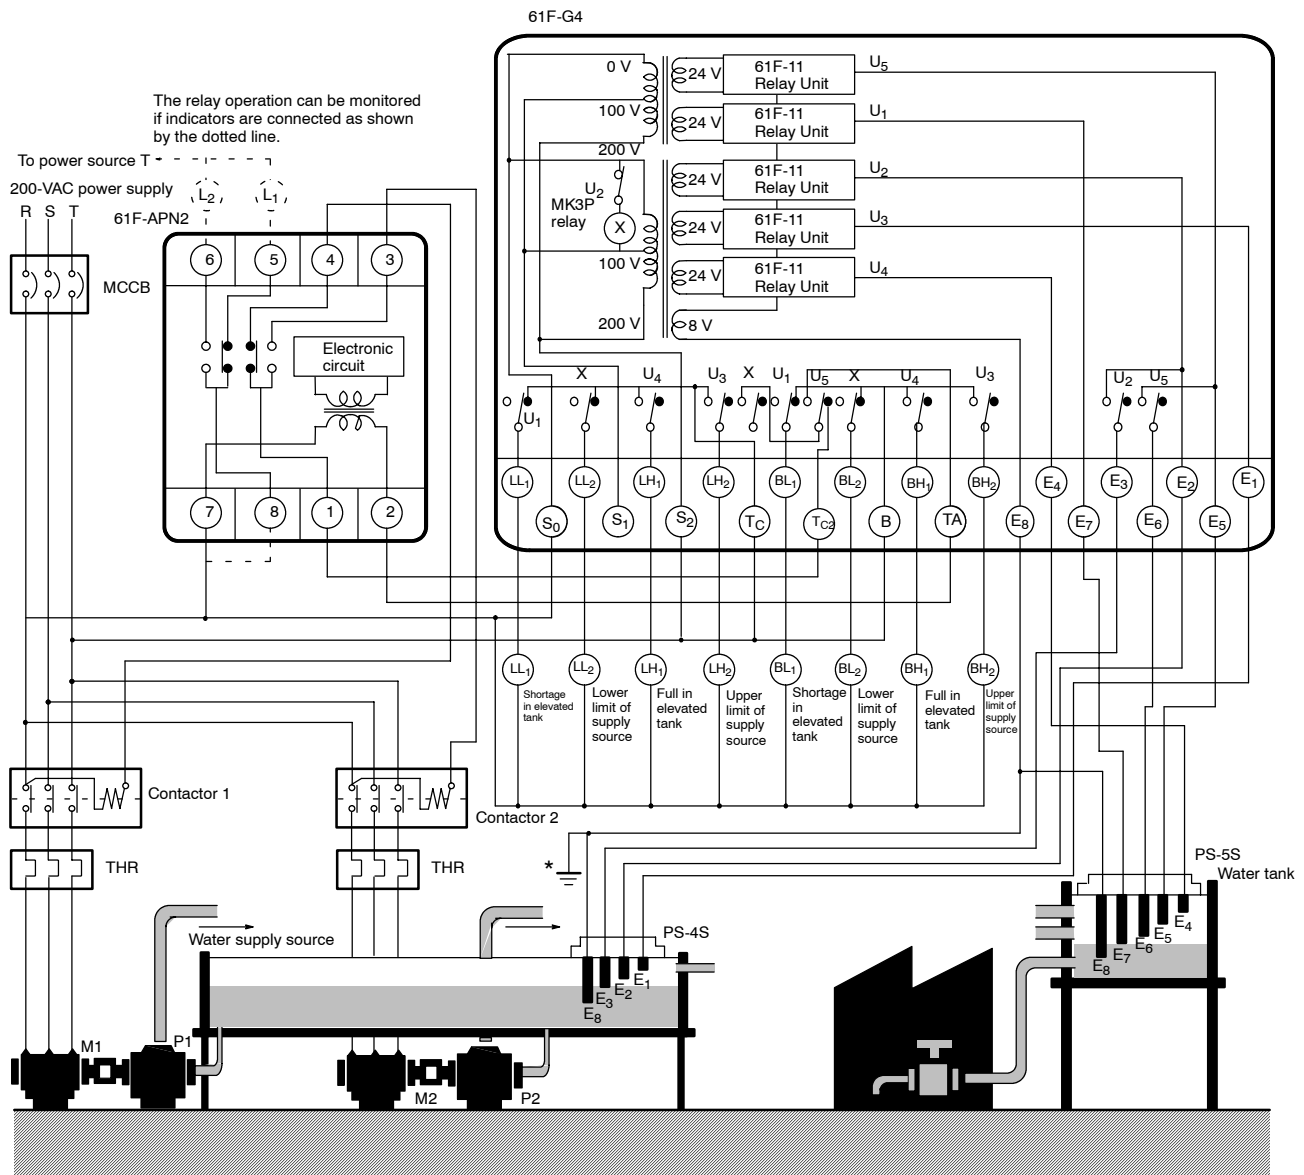 61F-G4
The relay operation can be monitored
if indicators are connected as shown
by the dotted line.
To power source T
200-VAC power supply
R S T
L2 L1
61F-APN2
MCCB
6 5 4 3
Electronic
circuit
7 8 1 2
0 V
100 V
200 V
U2
MK3P
relay
X
100 V
200 V
24 V
61F-11
Relay Unit
U5
24 V
61F-11
Relay Unit
U1
24 V
61F-11
Relay Unit
U2
24 V
61F-11
Relay Unit
U3
24 V
61F-11
Relay Unit
U4
8 V
U1 X U4 U3 X U1 U5 X U4 U3 U2 U5
LL1 LL2 LH1 LH2 BL1 BL2 BH1 BH2 E4 E3 E2 E1
S0 S1 S2 TC TC2 B TA E8 E7 E6 E5
LL1 LL2 LH1 LH2 BL1 BL2 BH1 BH2
Shortage
in elevated
tank
Lower
limit of
supply
source
Full in
elevated
tank
Upper
limit of
supply
source
Shortage
in
elevated
tank
Lower
limit of
supply
source
Full in
elevated
tank
Upper
limit of
supply
source
Contactor 1
Contactor 2
THR
THR
*
PS-5S
Water tank
E4
E5
E6
E7
E8
Water supply source
PS-4S
E1
E2
E3
E8
M1 P1
M2 P2